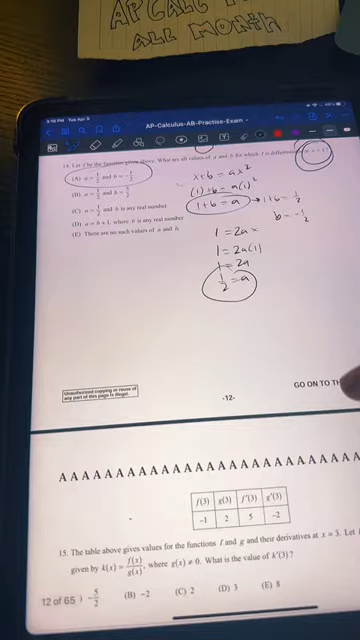 AP CALC
ALL MONTH
3:18 PM Tue Apr 9
AP-Calculus-AB-Practise-Exam
14. Let f be the function given above. What are all values of a and b for which f is differentiable at x = 1?
(A) a = 1/2 and b = -1/2
(B) a = 1/2 and b = 1/2
(C) a = 1/2 and b is any real number
(D) a = b + 1, where b is any real number
(E) There are no such values of a and b.
x+b = ax²
(1)+b = a(1)²
1+b = a → 1+b = 1/2
b = -1/2
1 = 2ax
1 = 2a(1)
1 = 2a
1/2 = a
Unauthorized copying or reuse of
any part of this page is illegal.
-12-
GO ON TO TH
A A A A A A A A A A A A A A A A A A A A A A A A A A
f(3) g(3) f′(3) g′(3)
-1 2 5 -2
15. The table above gives values for the functions f and g and their derivatives at x = 3. Let
given by k(x) = f(x)/g(x), where g(x) ≠ 0. What is the value of k′(3)?
12 of 65 ) -5/2 (B) -2 (C) 2 (D) 3 (E) 8